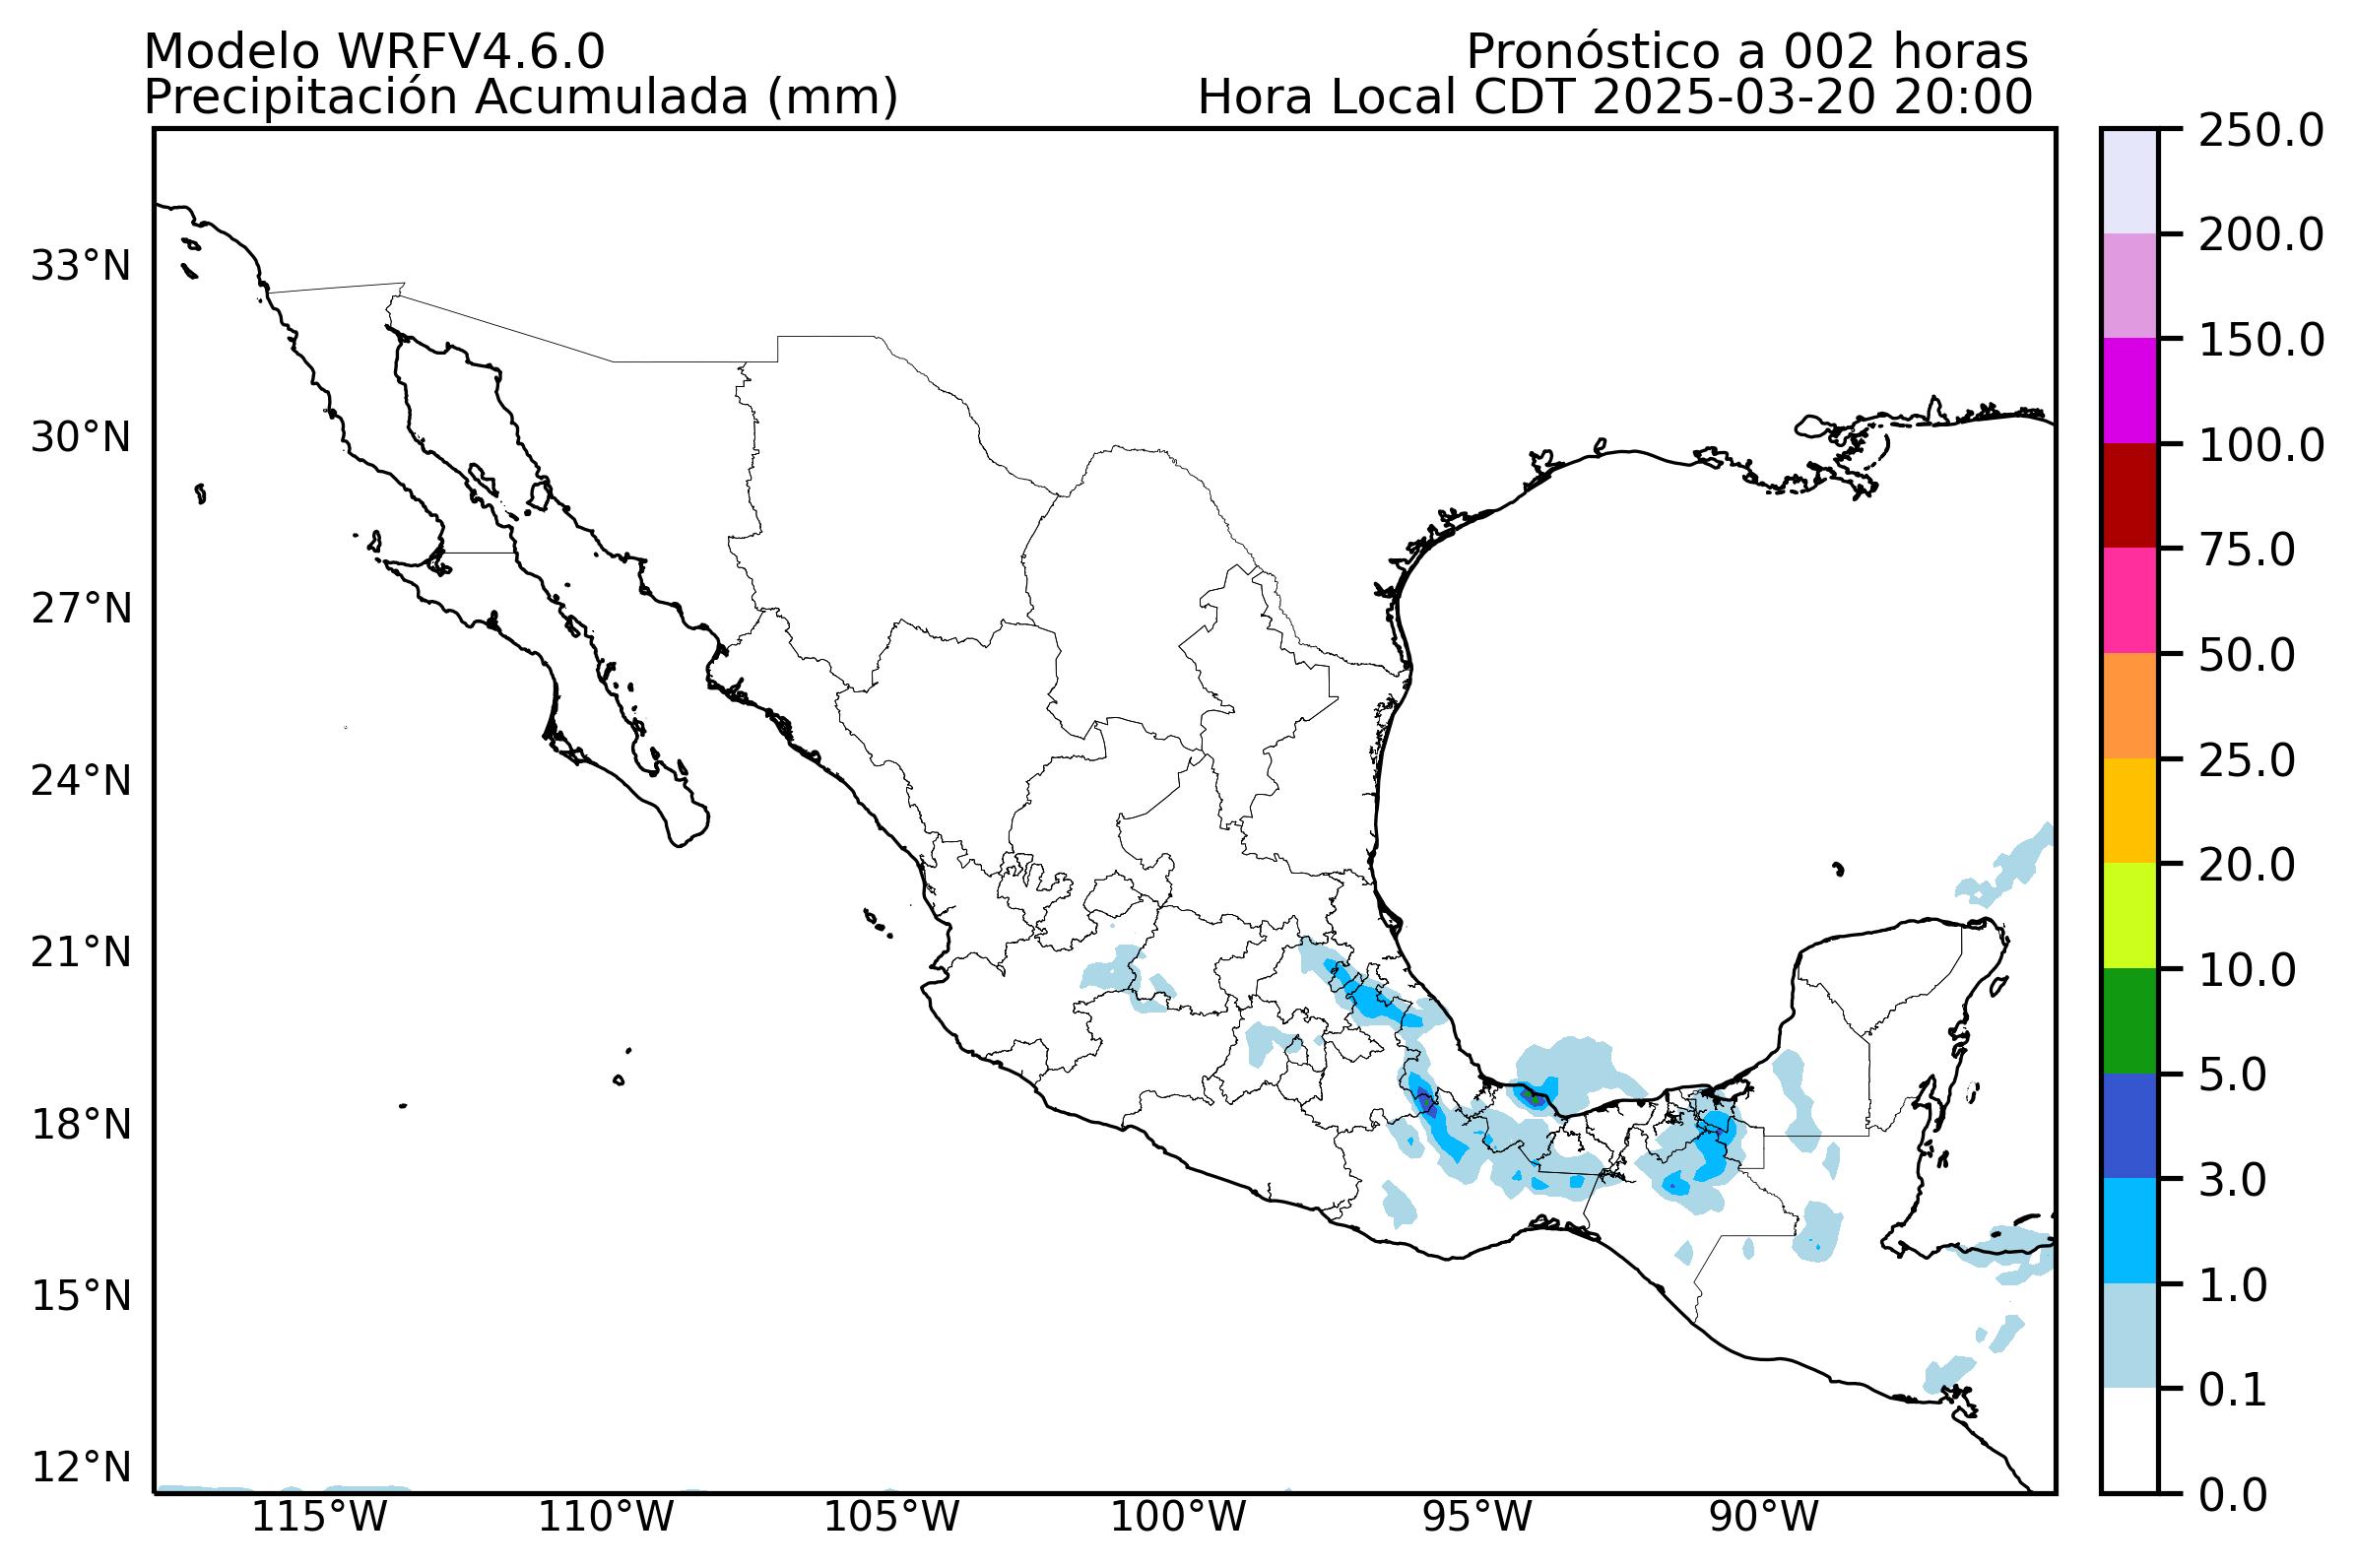 Modelo WRFV4.6.0
Precipitación Acumulada (mm)
Pronóstico a 002 horas
Hora Local CDT 2025-03-20 20:00
33°N
30°N
27°N
24°N
21°N
18°N
15°N
12°N
115°W
110°W
105°W
100°W
95°W
90°W
250.0
200.0
150.0
100.0
75.0
50.0
25.0
20.0
10.0
5.0
3.0
1.0
0.1
0.0